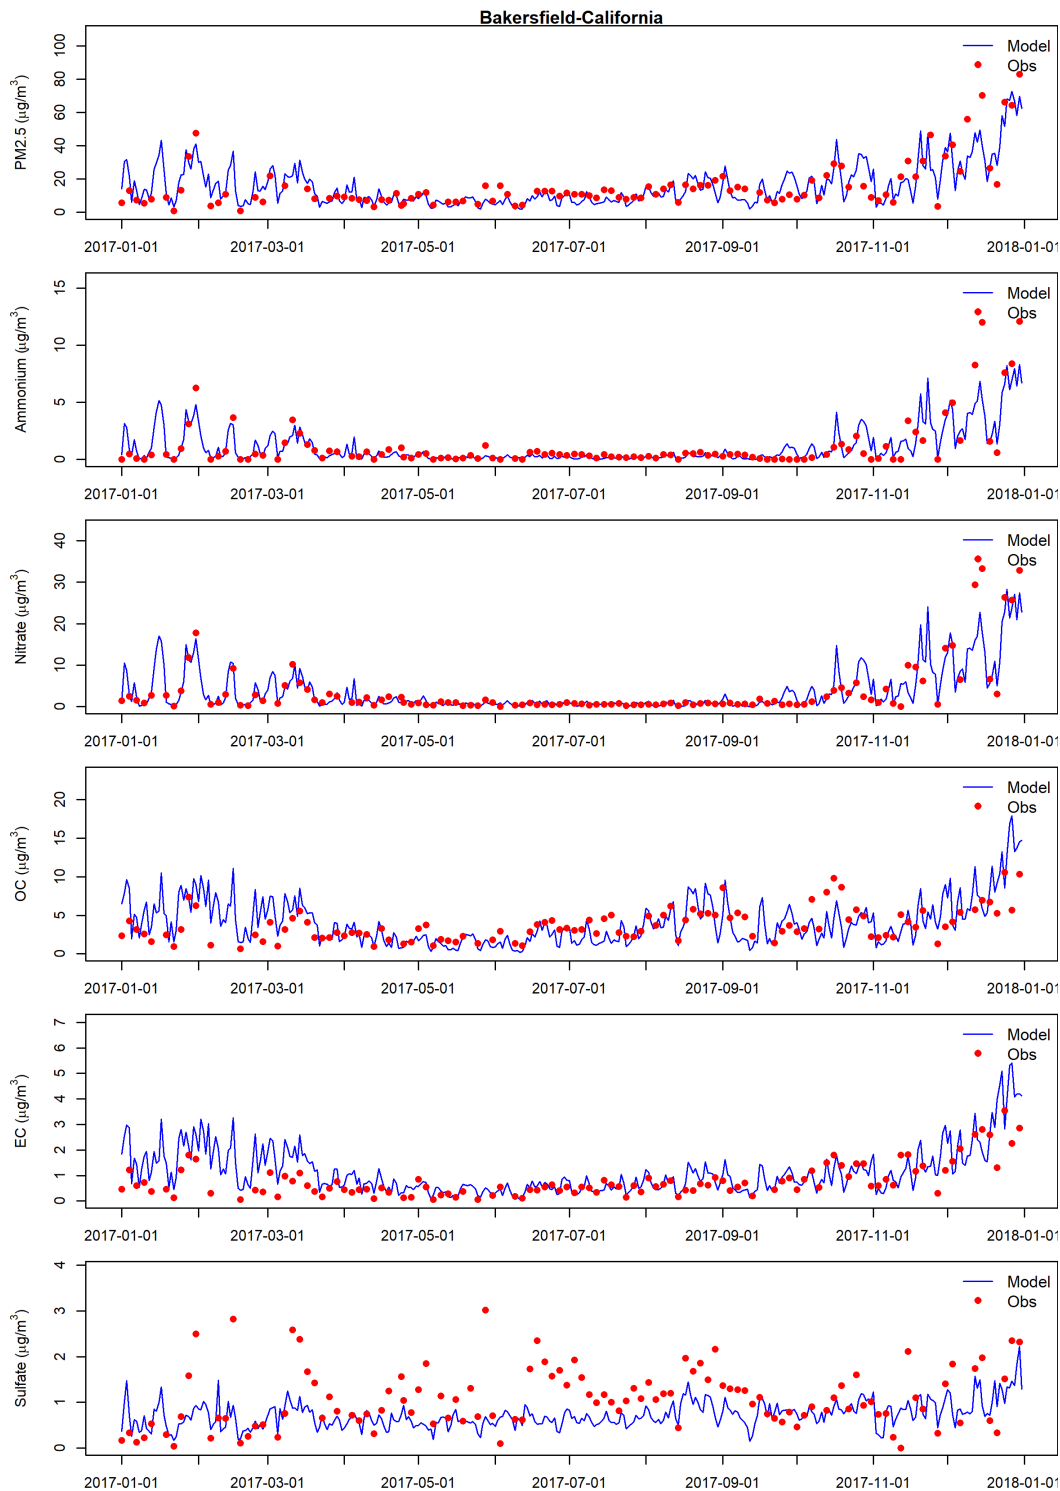 Bakersfield-California
PM2.5 (μg/m³)
0 20 40 60 80 100
Model
Obs
2017-01-01 2017-03-01 2017-05-01 2017-07-01 2017-09-01 2017-11-01 2018-01-01
Ammonium (μg/m³)
0 5 10 15
Model
Obs
2017-01-01 2017-03-01 2017-05-01 2017-07-01 2017-09-01 2017-11-01 2018-01-01
Nitrate (μg/m³)
0 10 20 30 40
Model
Obs
2017-01-01 2017-03-01 2017-05-01 2017-07-01 2017-09-01 2017-11-01 2018-01-01
OC (μg/m³)
0 5 10 15 20
Model
Obs
2017-01-01 2017-03-01 2017-05-01 2017-07-01 2017-09-01 2017-11-01 2018-01-01
EC (μg/m³)
0 1 2 3 4 5 6 7
Model
Obs
2017-01-01 2017-03-01 2017-05-01 2017-07-01 2017-09-01 2017-11-01 2018-01-01
Sulfate (μg/m³)
0 1 2 3 4
Model
Obs
2017-01-01 2017-03-01 2017-05-01 2017-07-01 2017-09-01 2017-11-01 2018-01-01